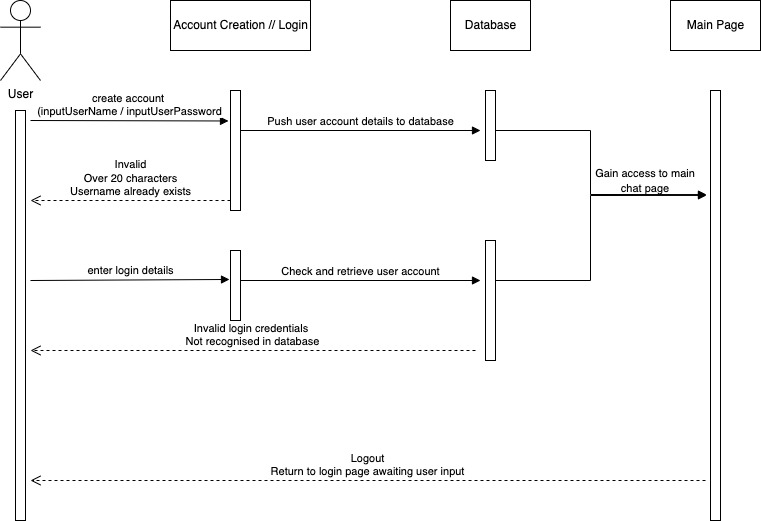 Account Creation // Login
Database
Main Page
User
create account
(inputUserName / inputUserPassword
Push user account details to database
Invalid
Over 20 characters
Username already exists
Gain access to main
chat page
enter login details
Check and retrieve user account
Invalid login credentials
Not recognised in database
Logout
Return to login page awaiting user input